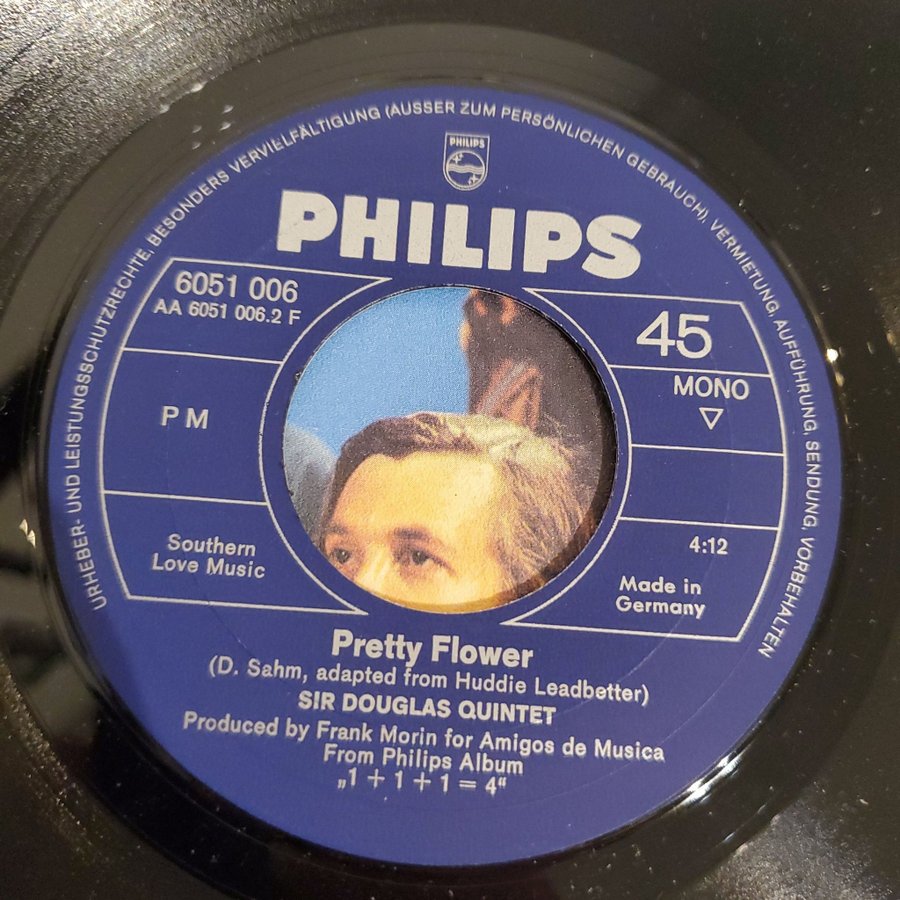 URHEBER- UND LEISTUNGSSCHUTZRECHTE, BESONDERS VERVIELFÄLTIGUNG (AUSSER ZUM PERSÖNLICHEN GEBRAUCH), VERMIETUNG, AUFFÜHRUNG, SENDUNG, VORBEHALTEN
PHILIPS
PHILIPS
6051 006
AA 6051 006.2 F
45
MONO
PM
4:12
Southern
Love Music
Made in
Germany
Pretty Flower
(D. Sahm, adapted from Huddie Leadbetter)
SIR DOUGLAS QUINTET
Produced by Frank Morin for Amigos de Musica
From Philips Album
„1 + 1 + 1 = 4“